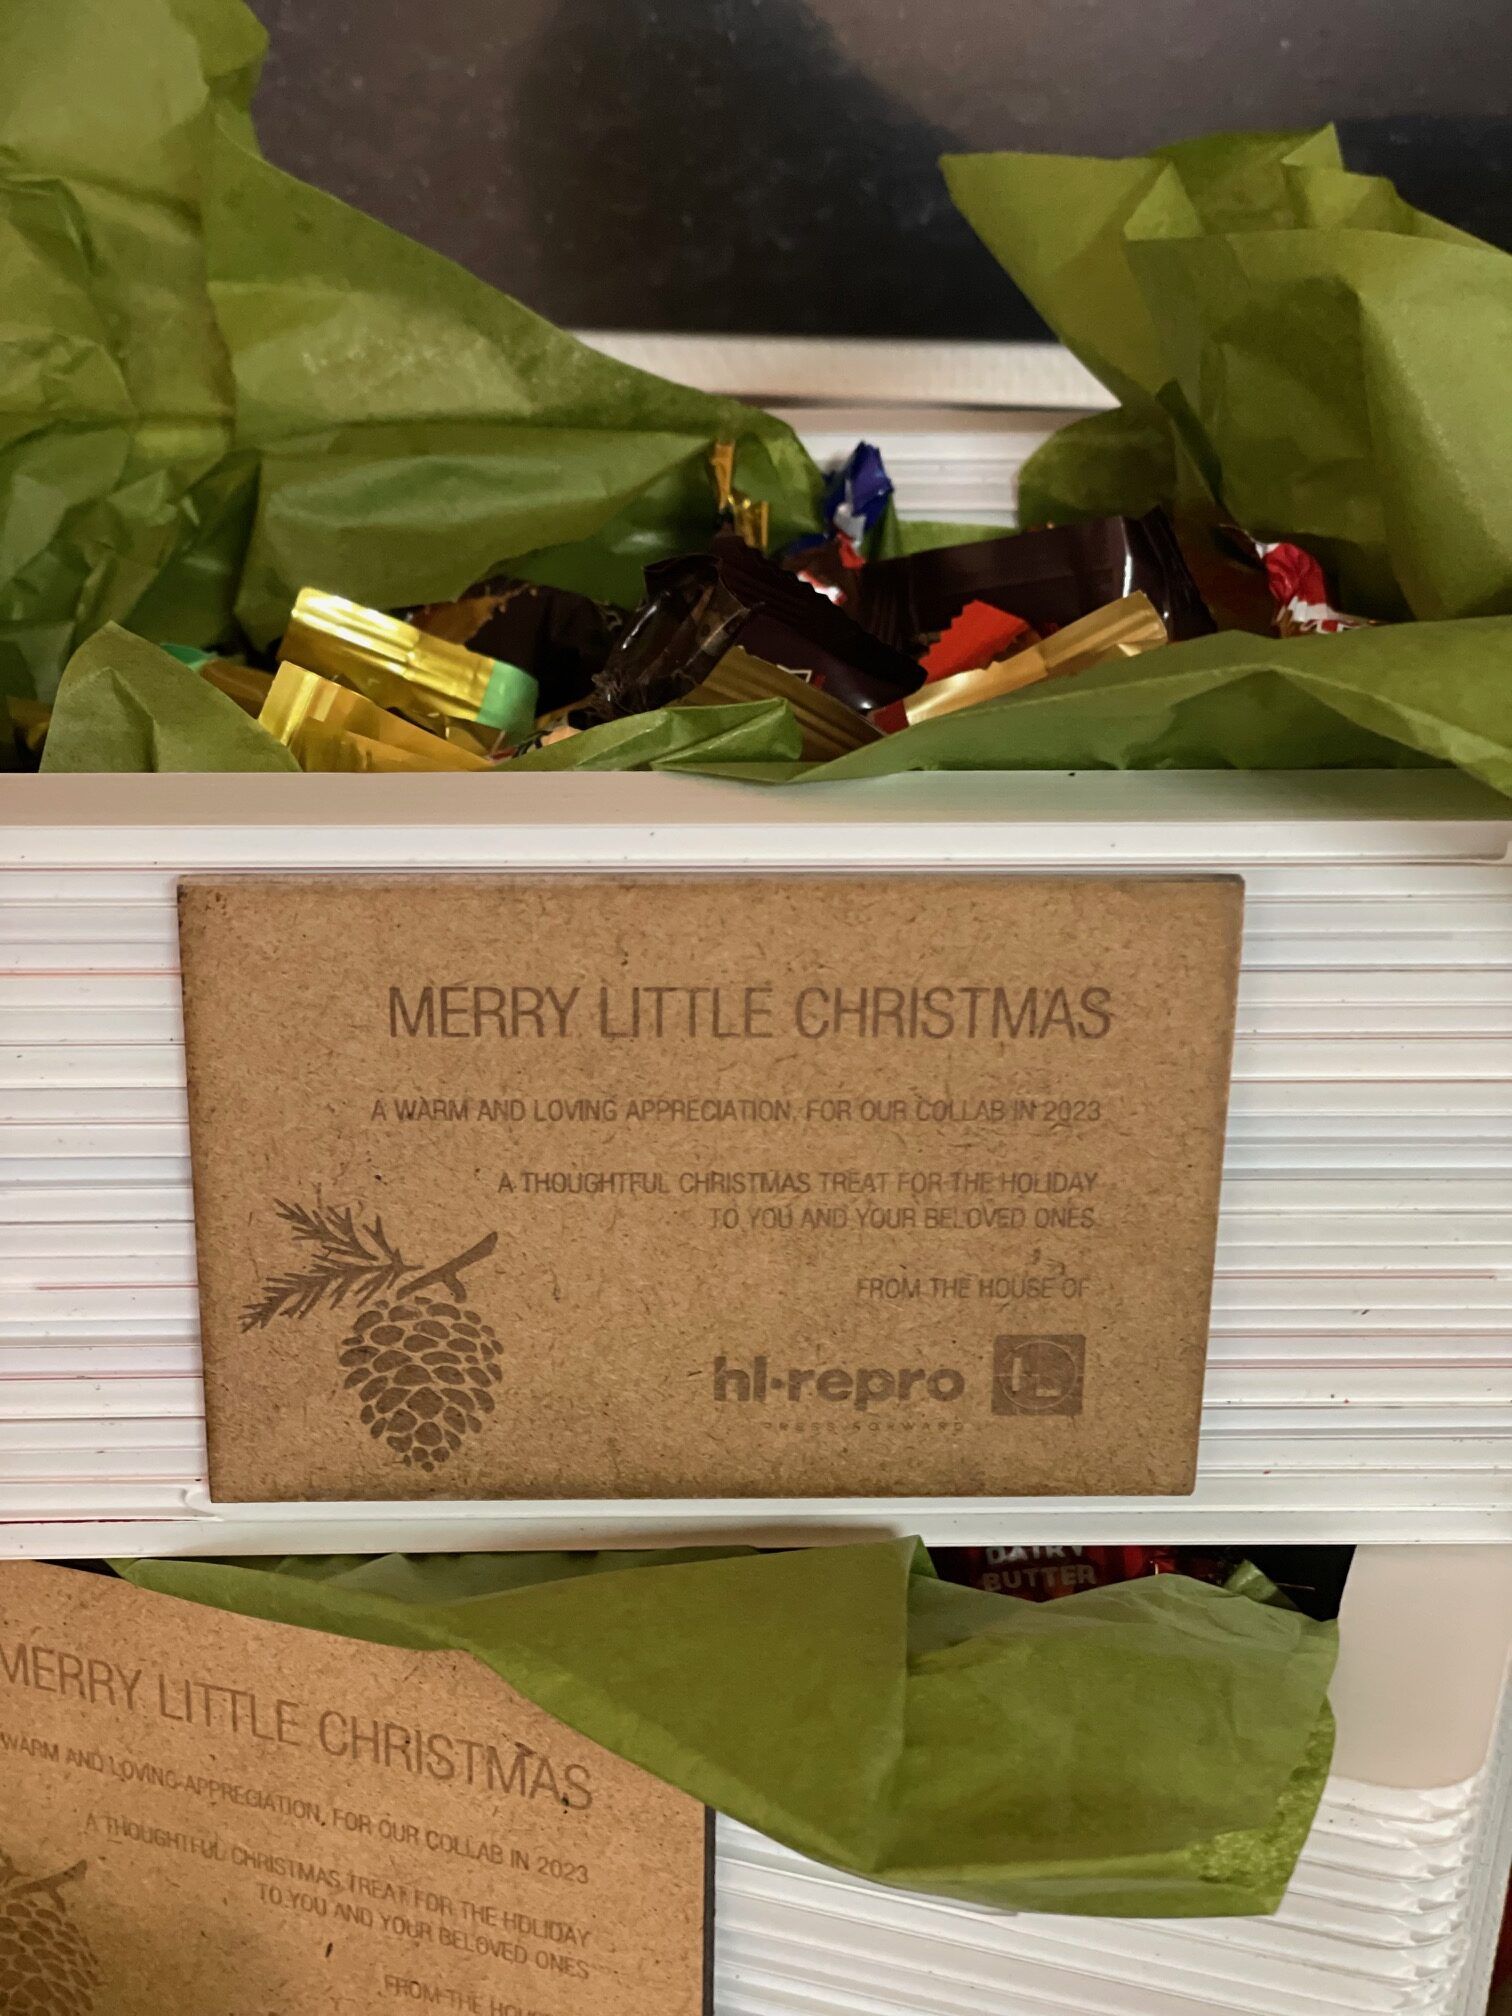 MERRY LITTLE CHRISTMAS
A WARM AND LOVING APPRECIATION, FOR OUR COLLAB IN 2023
A THOUGHTFUL CHRISTMAS TREAT FOR THE HOLIDAY
TO YOU AND YOUR BELOVED ONES
FROM THE HOUSE OF
hl·repro
PRESS FORWARD
DAIRY
BUTTER
MERRY LITTLE CHRISTMAS
WARM AND LOVING APPRECIATION, FOR OUR COLLAB IN 2023
A THOUGHTFUL CHRISTMAS TREAT FOR THE HOLIDAY
TO YOU AND YOUR BELOVED ONES
FROM THE